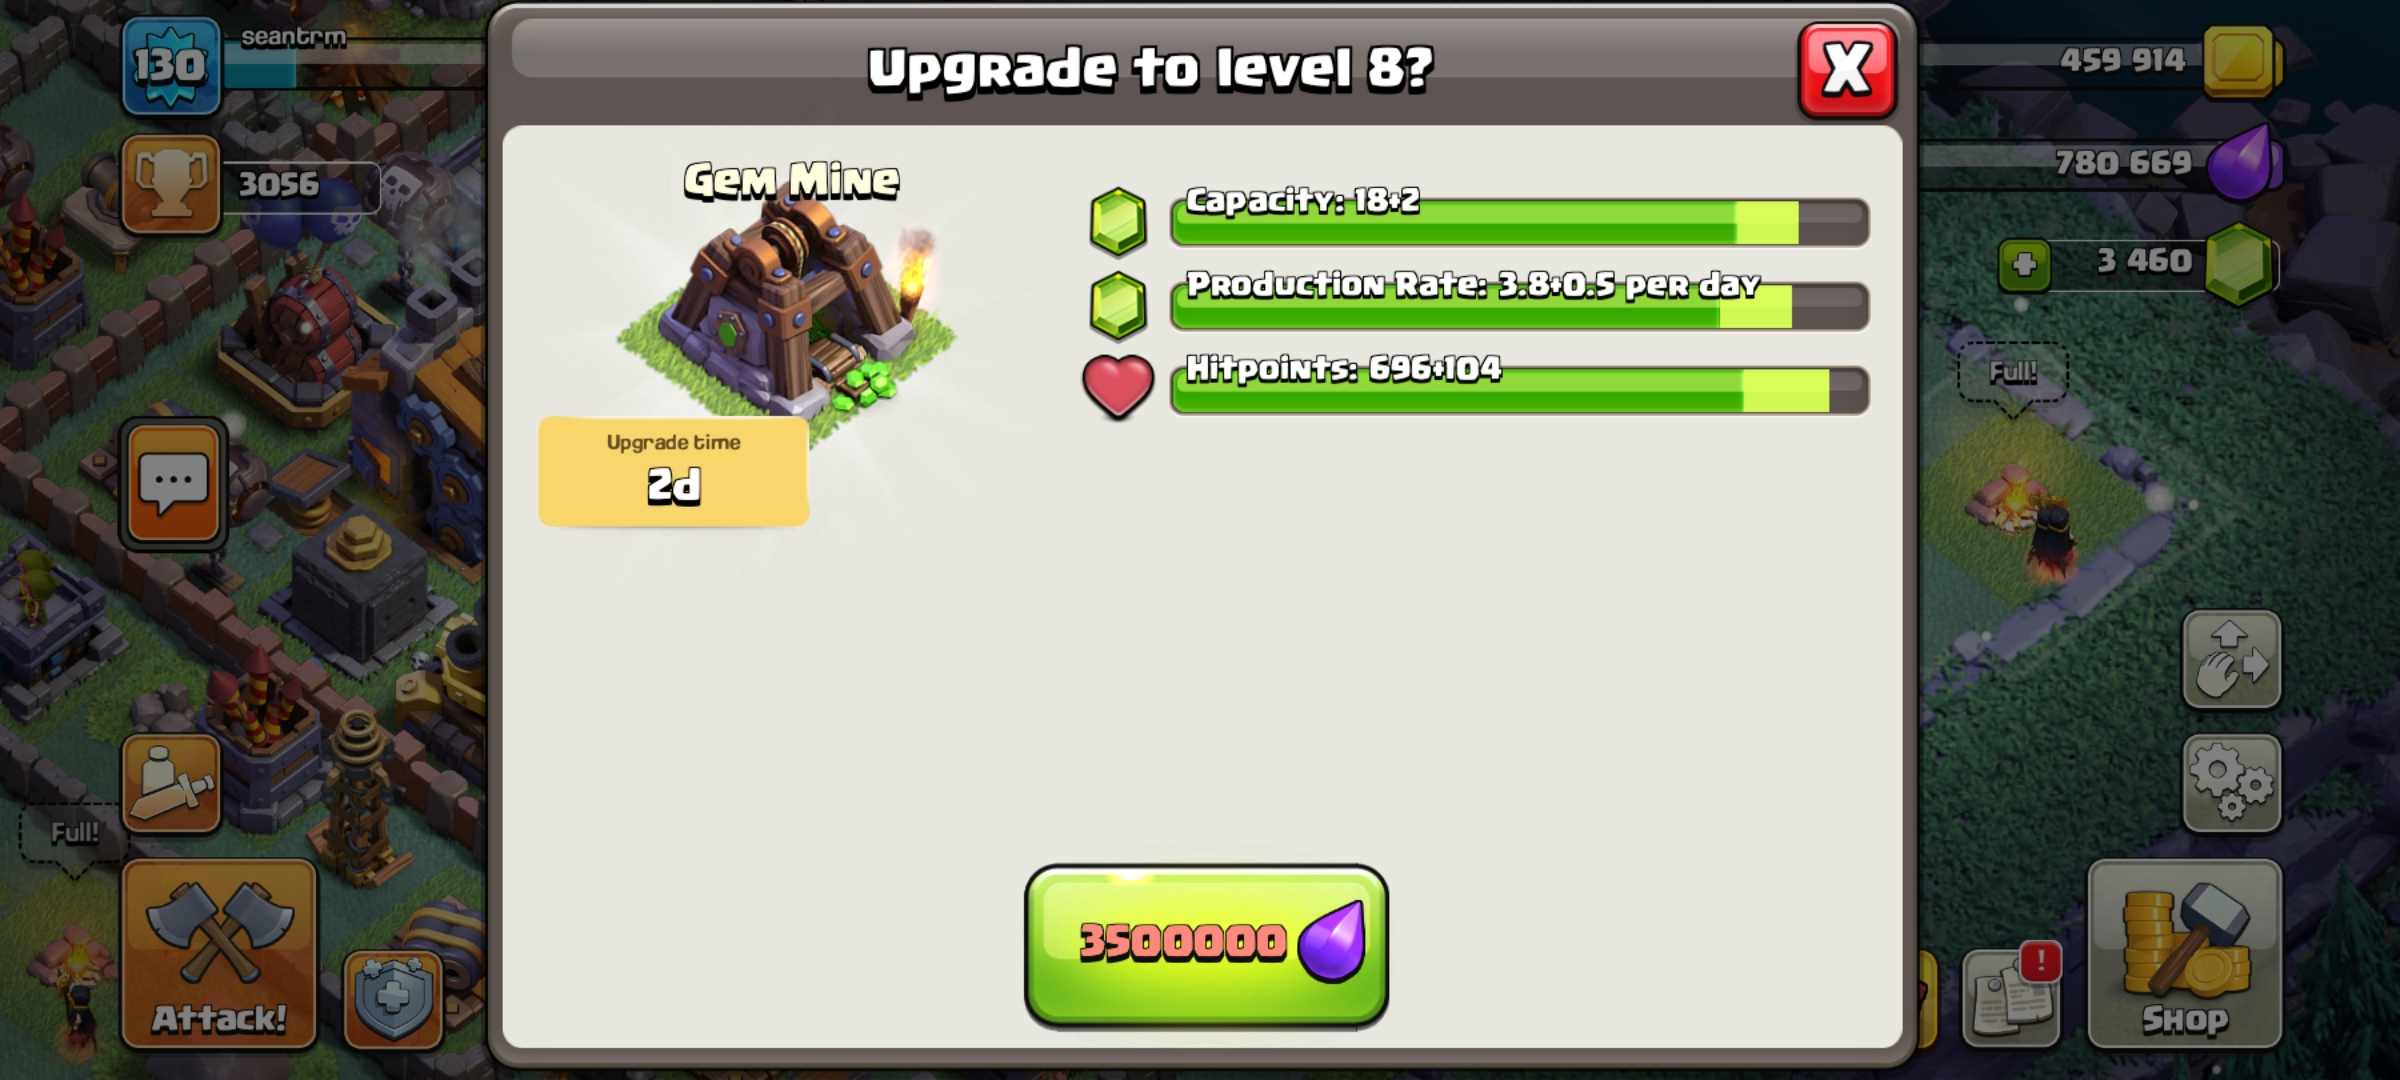 130
seantrm
3056
Upgrade to level 8?
X
459 914
780 669
3 460
Gem Mine
Capacity: 18+2
Production Rate: 3.8+0.5 per day
Hitpoints: 696+104
Upgrade time
2d
Full!
Full!
3500000
Attack!
!
Shop